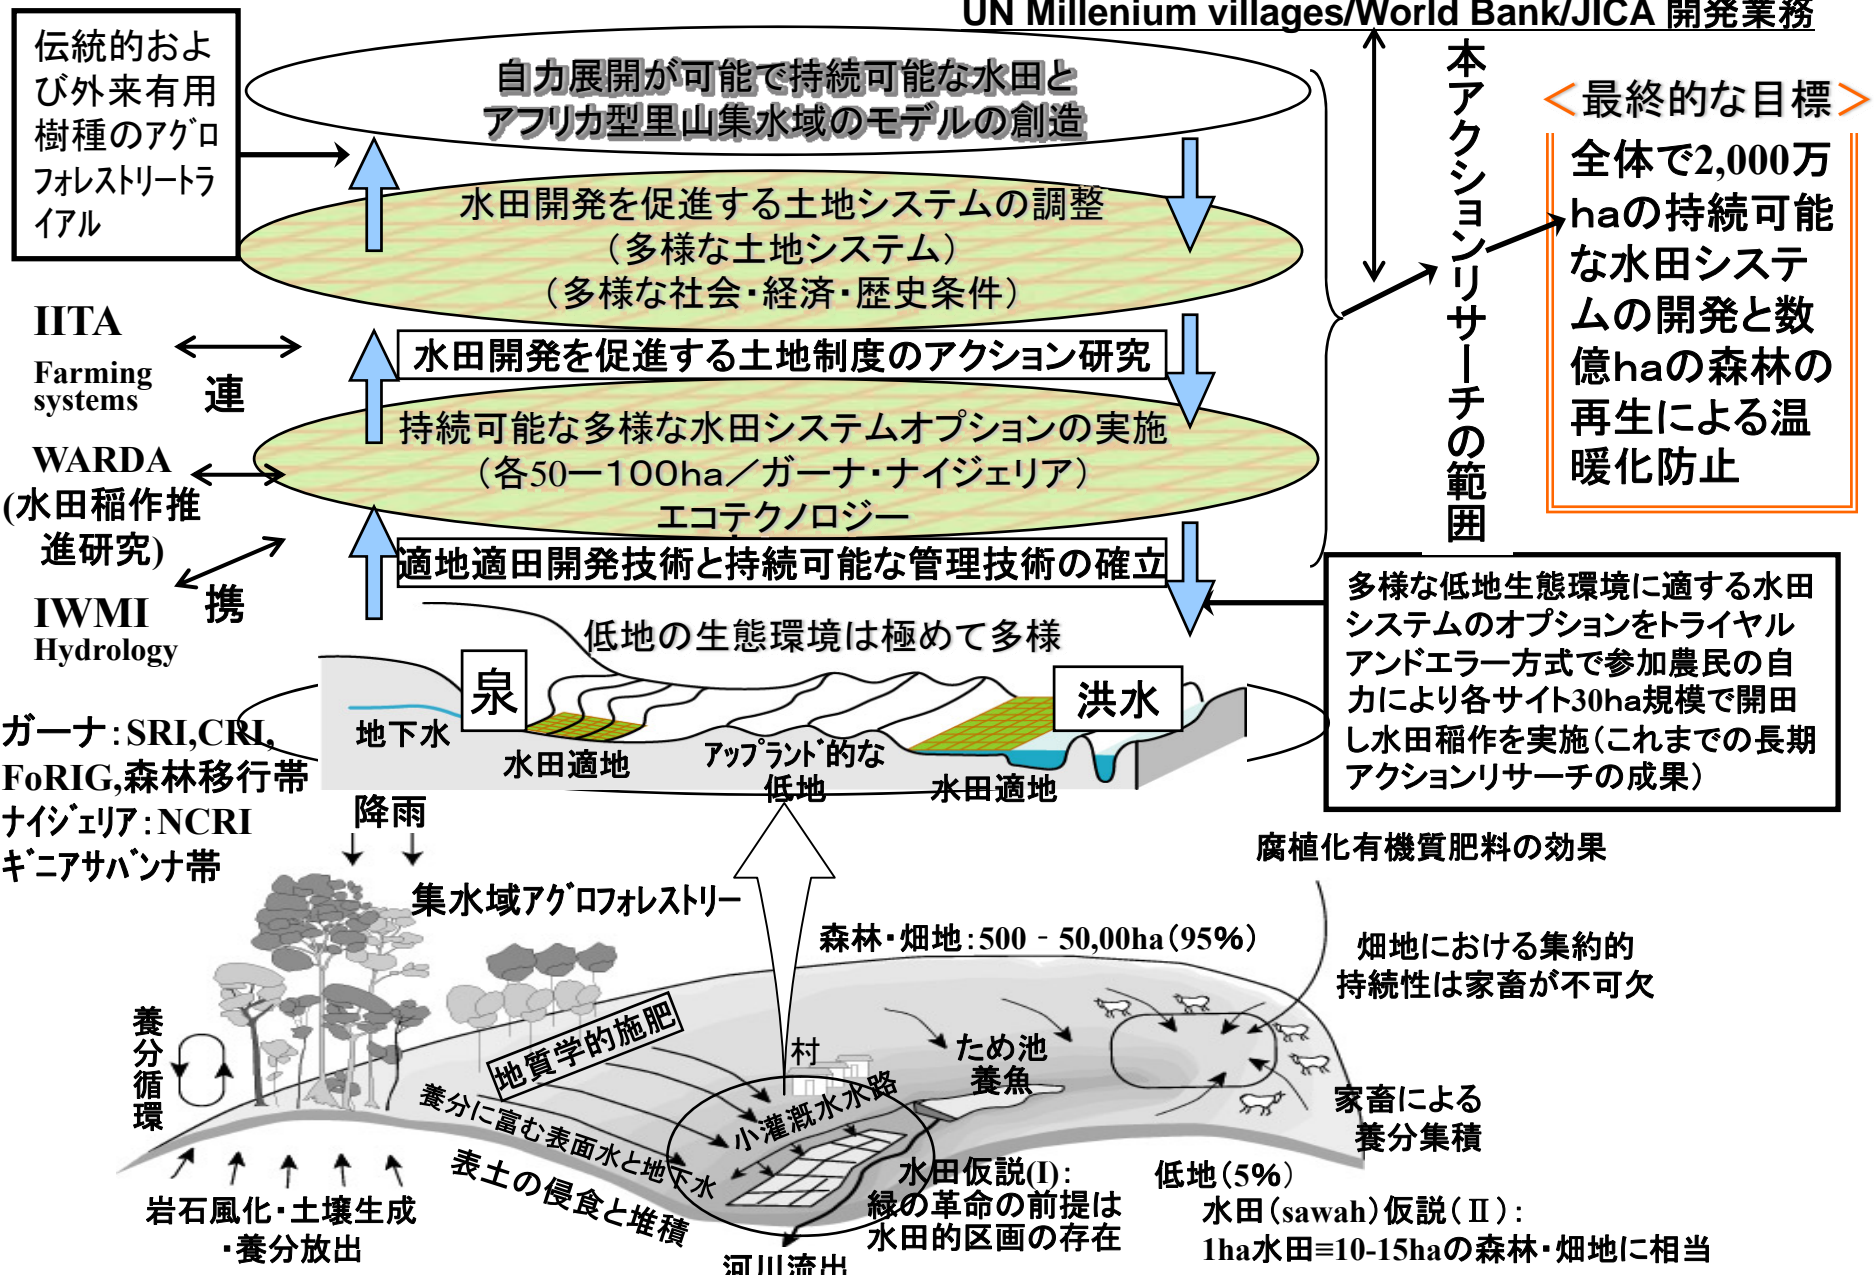 UN Millenium villages/World Bank/JICA 開発業務
伝統的およ
び外来有用
樹種のアグロ
フォレストリートラ
イアル
自力展開が可能で持続可能な水田と
アフリカ型里山集水域のモデルの創造
水田開発を促進する土地システムの調整
(多様な土地システム)
(多様な社会・経済・歴史条件)
水田開発を促進する土地制度のアクション研究
持続可能な多様な水田システムオプションの実施
(各50ー100ha/ガーナ・ナイジェリア)
エコテクノロジー
適地適田開発技術と持続可能な管理技術の確立
本アクションリサーチの範囲
<最終的な目標>
全体で2,000万
haの持続可能
な水田システ
ムの開発と数
億haの森林の
再生による温
暖化防止
IITA
Farming
systems
連
WARDA
(水田稲作推
進研究)
携
IWMI
Hydrology
多様な低地生態環境に適する水田
システムのオプションをトライヤル
アンドエラー方式で参加農民の自
力により各サイト30ha規模で開田
し水田稲作を実施(これまでの長期
アクションリサーチの成果)
低地の生態環境は極めて多様
泉
洪水
地下水
水田適地
アップランド的な
低地
水田適地
ガーナ:SRI,CRI,
FoRIG,森林移行帯
ナイジェリア:NCRI
ギニアサバンナ帯
降雨
集水域アグロフォレストリー
腐植化有機質肥料の効果
森林・畑地:500 - 50,00ha(95%)
畑地における集約的
持続性は家畜が不可欠
養分循環
地質学的施肥
村
ため池
養魚
小灌漑水水路
養分に富む表面水と地下水
表土の侵食と堆積
家畜による
養分集積
岩石風化・土壌生成
・養分放出
水田仮説(I):
緑の革命の前提は
水田的区画の存在
低地(5%)
水田(sawah)仮説(Ⅱ):
1ha水田≡10-15haの森林・畑地に相当
河川流出